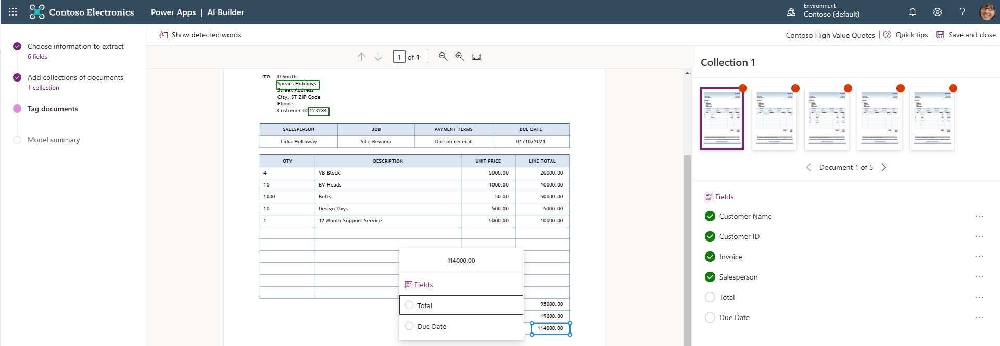 Contoso Electronics
Power Apps | AI Builder
Environment
Contoso (default)
Choose information to extract
6 fields
Add collections of documents
1 collection
Tag documents
Model summary
Show detected words
Contoso High Value Quotes
Quick tips
Save and close
1 of 1
TO D Smith
Spears Holdings
Street Address
City, ST ZIP Code
Phone
Customer ID 123284
SALESPERSON JOB PAYMENT TERMS DUE DATE
Lidia Holloway Site Revamp Due on receipt 01/10/2021
QTY DESCRIPTION UNIT PRICE LINE TOTAL
4 VB Block 5000.00 20000.00
10 BV Heads 1000.00 10000.00
1000 Bolts 50.00 50000.00
10 Design Days 500.00 5000.00
1 12 Month Support Service 5000.00 10000.00
95000.00
19000.00
114000.00
114000.00
Abc def Fields
Total
Due Date
Collection 1
Document 1 of 5
Abc def Fields
Customer Name
Customer ID
Invoice
Salesperson
Total
Due Date